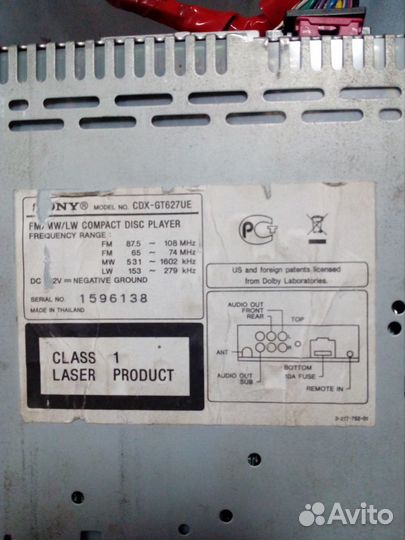 SONY® MODEL NO. CDX-GT627UE
FM/MW/LW COMPACT DISC PLAYER
FREQUENCY RANGE :
FM 87.5 ~ 108 MHz
FM 65 ~ 74 MHz
MW 531 ~ 1602 kHz
LW 153 ~ 279 kHz
DC 12V NEGATIVE GROUND
SERIAL NO. 1596138
MADE IN THAILAND
CLASS 1
LASER PRODUCT
РСТ
US and foreign patents licensed
from Dolby Laboratories.
AUDIO OUT
FRONT
REAR
TOP
L
R
ANT
AUDIO OUT
SUB
BOTTOM
10A FUSE
REMOTE IN
Avito